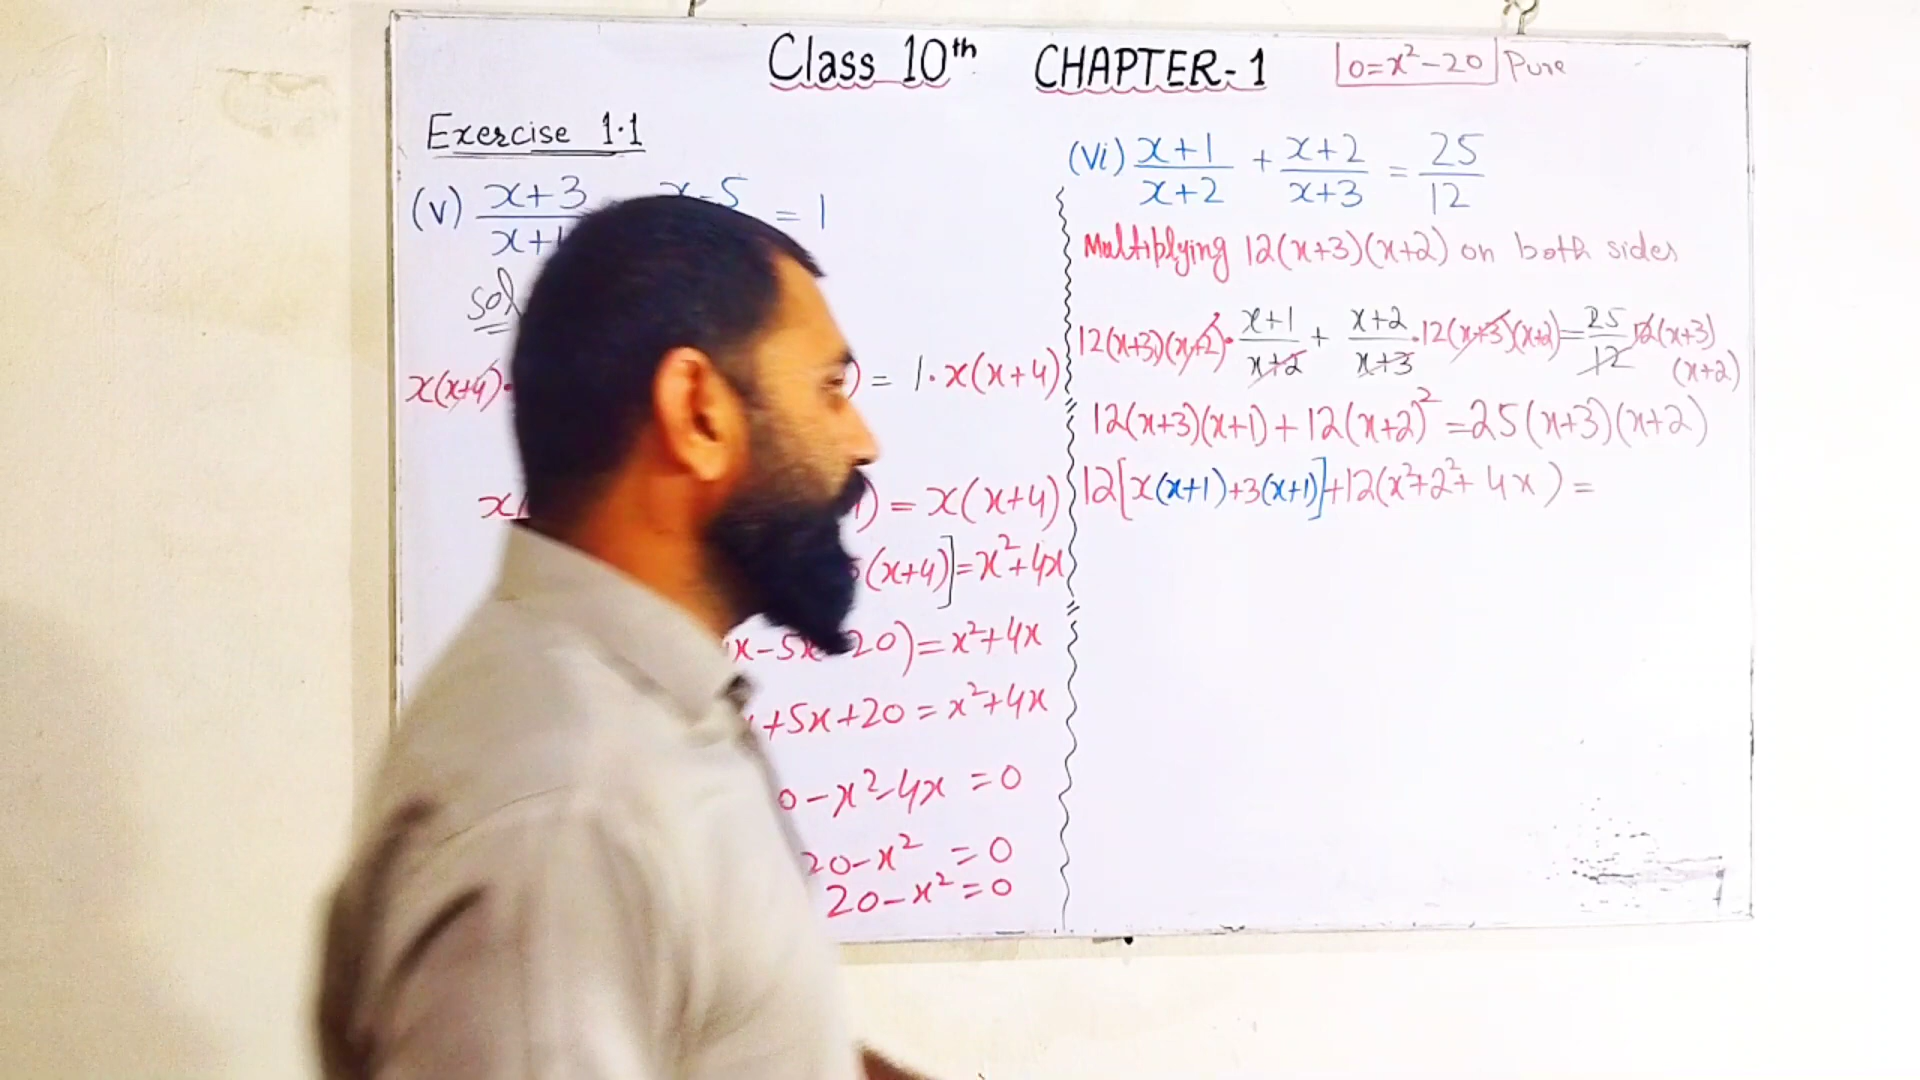 Class 10th CHAPTER-1
0=x²-20 Pure
Exercise 1.1
(v) x+3
= 1
x(x+4)·
) = 1·x(x+4)
) = x(x+4)
(x+4)]=x²+4x
x-5x 20)=x²+4x
+5x+20=x²+4x
0-x²-4x =0
20-x² =0
20-x²=0
(vi) x+1/x+2 + x+2/x+3 = 25/12
Multiplying 12(x+3)(x+2) on both sides
12(x+3)(x+2)·x+1/x+2 + x+2/x+3·12(x+3)(x+2)=25/12 12(x+3)
(x+2)
12(x+3)(x+1)+12(x+2)²=25(x+3)(x+2)
12[x(x+1)+3(x+1)]+12(x²+2²+4x)=